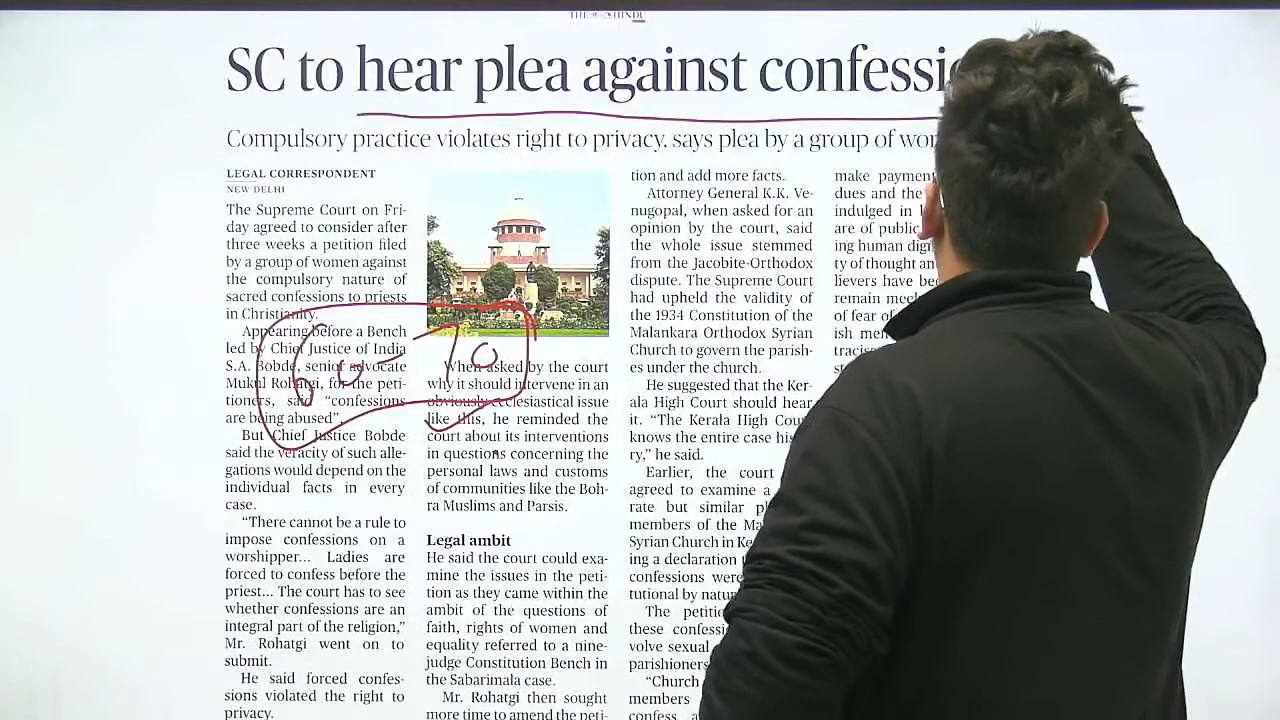 THE HINDU
SC to hear plea against
Compulsory practice violates right to privacy, says plea by a group of
LEGAL CORRESPONDENT
NEW DELHI
The Supreme Court on Fri-
day agreed to consider after
three weeks a petition filed
by a group of women against
the compulsory nature of
sacred confessions to priests
in Christianity.
Appearing before a Bench
led by Chief Justice of India
S.A. Bobde, senior advocate
Mukul Rohatgi, for the peti-
tioners, said “confessions
are being abused”.
But Chief Justice Bobde
said the veracity of such alle-
gations would depend on the
individual facts in every
case.
“There cannot be a rule to
impose confessions on a
worshipper... Ladies are
forced to confess before the
priest... The court has to see
whether confessions are an
integral part of the religion,”
Mr. Rohatgi went on to
submit.
He said forced confes-
sions violated the right to
privacy.
60-70
When asked by the court
why it should intervene in an
obviously ecclesiastical issue
like this, he reminded the
court about its interventions
in questions concerning the
personal laws and customs
of communities like the Boh-
ra Muslims and Parsis.
Legal ambit
He said the court could exa-
mine the issues in the peti-
tion as they came within the
ambit of the questions of
faith, rights of women and
equality referred to a nine-
judge Constitution Bench in
the Sabarimala case.
Mr. Rohatgi then sought
more time to amend the peti-
tion and add more facts.
Attorney General K.K. Ve-
nugopal, when asked for an
opinion by the court, said
the whole issue stemmed
from the Jacobite-Orthodox
dispute. The Supreme Court
had upheld the validity of
the 1934 Constitution of the
Malankara Orthodox Syrian
Church to govern the parish-
es under the church.
He suggested that the Ker-
ala High Court should hear
it. “The Kerala High Court
knows the entire case his
ry,” he said.
Earlier, the court
agreed to examine a
rate but similar
members of the
Syrian Church in
ing a declaration
confessions were
tutional by
The
these
volve sexual
parishioners
“Church
members
confess
make
dues and the
indulged in
are of public
ing human
ty of thought
lievers have
remain
of fear of
ish